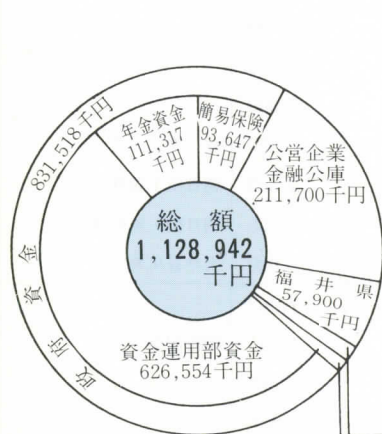 政府資金 831,518千円
年金資金
111,317
千円
簡易保険
93,647
千円
公営企業
金融公庫
211,700千円
総額
1,128,942
千円
福井県
57,900
千円
資金運用部資金
626,554千円